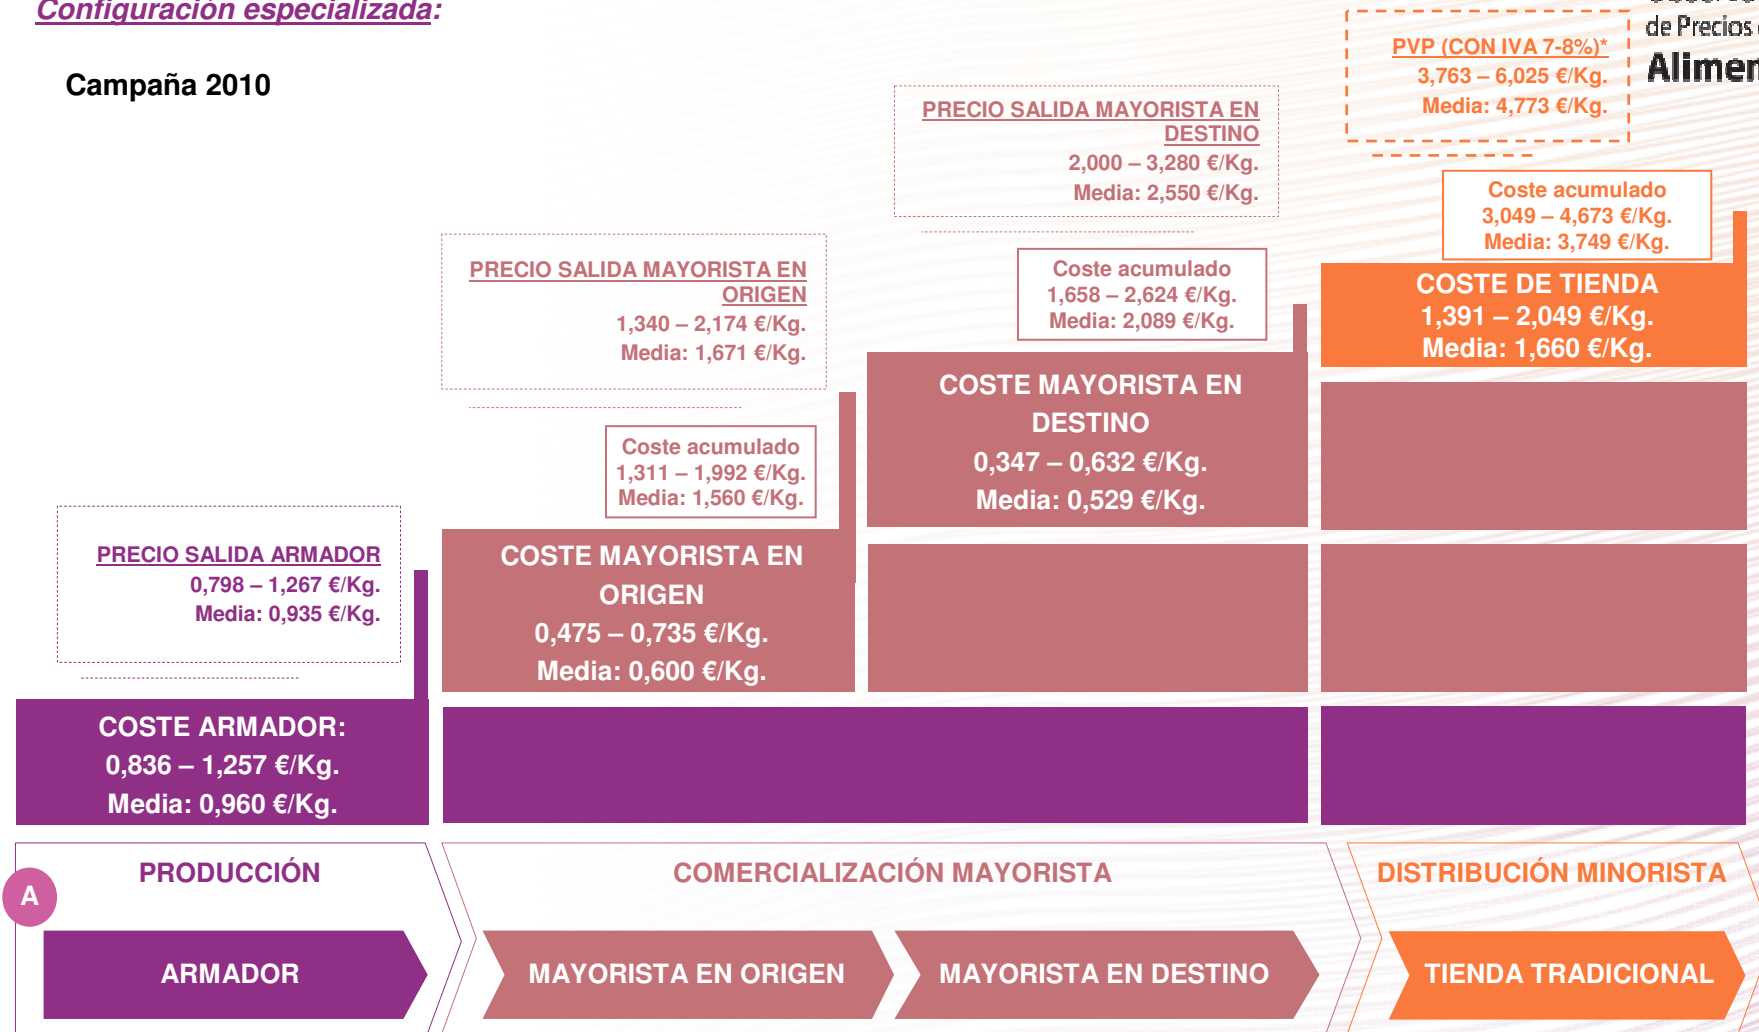 Configuración especializada:
Campaña 2010
de Precios
PVP (CON IVA 7-8%)*
3,763 – 6,025 €/Kg.
Media: 4,773 €/Kg.
PRECIO SALIDA MAYORISTA EN
DESTINO
2,000 – 3,280 €/Kg.
Media: 2,550 €/Kg.
Coste acumulado
3,049 – 4,673 €/Kg.
Media: 3,749 €/Kg.
PRECIO SALIDA MAYORISTA EN
ORIGEN
1,340 – 2,174 €/Kg.
Media: 1,671 €/Kg.
Coste acumulado
1,658 – 2,624 €/Kg.
Media: 2,089 €/Kg.
COSTE DE TIENDA
1,391 – 2,049 €/Kg.
Media: 1,660 €/Kg.
COSTE MAYORISTA EN
DESTINO
0,347 – 0,632 €/Kg.
Media: 0,529 €/Kg.
Coste acumulado
1,311 – 1,992 €/Kg.
Media: 1,560 €/Kg.
PRECIO SALIDA ARMADOR
0,798 – 1,267 €/Kg.
Media: 0,935 €/Kg.
COSTE MAYORISTA EN
ORIGEN
0,475 – 0,735 €/Kg.
Media: 0,600 €/Kg.
COSTE ARMADOR:
0,836 – 1,257 €/Kg.
Media: 0,960 €/Kg.
A
PRODUCCIÓN
COMERCIALIZACIÓN MAYORISTA
DISTRIBUCIÓN MINORISTA
ARMADOR
MAYORISTA EN ORIGEN
MAYORISTA EN DESTINO
TIENDA TRADICIONAL